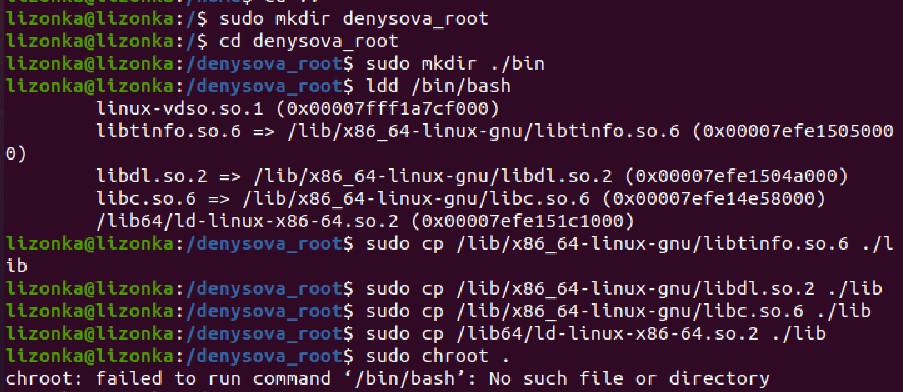 lizonka@lizonka:/$ sudo mkdir denysova_root
lizonka@lizonka:/$ cd denysova_root
lizonka@lizonka:/denysova_root$ sudo mkdir ./bin
lizonka@lizonka:/denysova_root$ ldd /bin/bash
linux-vdso.so.1 (0x00007fff1a7cf000)
libtinfo.so.6 => /lib/x86_64-linux-gnu/libtinfo.so.6 (0x00007efe1505000
0)
libdl.so.2 => /lib/x86_64-linux-gnu/libdl.so.2 (0x00007efe1504a000)
libc.so.6 => /lib/x86_64-linux-gnu/libc.so.6 (0x00007efe14e58000)
/lib64/ld-linux-x86-64.so.2 (0x00007efe151c1000)
lizonka@lizonka:/denysova_root$ sudo cp /lib/x86_64-linux-gnu/libtinfo.so.6 ./l
ib
lizonka@lizonka:/denysova_root$ sudo cp /lib/x86_64-linux-gnu/libdl.so.2 ./lib
lizonka@lizonka:/denysova_root$ sudo cp /lib/x86_64-linux-gnu/libc.so.6 ./lib
lizonka@lizonka:/denysova_root$ sudo cp /lib64/ld-linux-x86-64.so.2 ./lib
lizonka@lizonka:/denysova_root$ sudo chroot .
chroot: failed to run command ‘/bin/bash’: No such file or directory